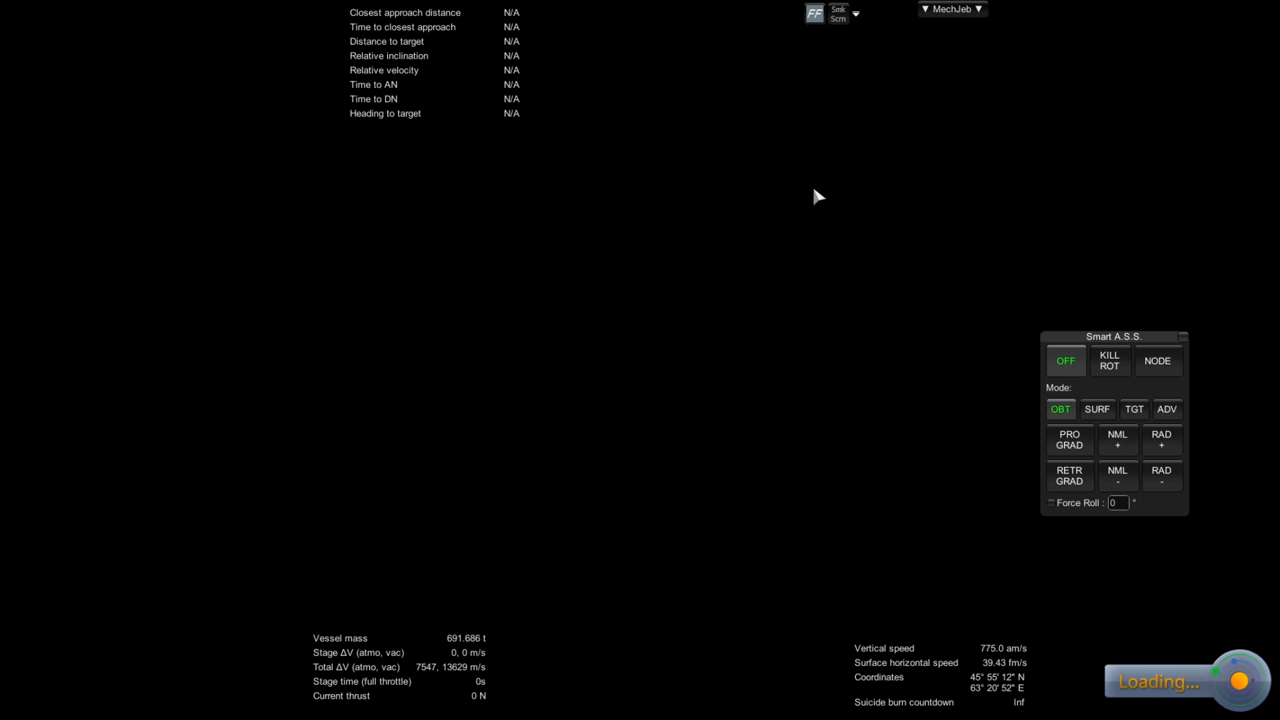 Closest approach distance N/A
Time to closest approach N/A
Distance to target N/A
Relative inclination N/A
Relative velocity N/A
Time to AN N/A
Time to DN N/A
Heading to target N/A
FF
Smk
Scrn
▼ MechJeb ▼
Smart A.S.S.
OFF KILL ROT NODE
Mode:
OBT SURF TGT ADV
PRO GRAD NML + RAD +
RETR GRAD NML - RAD -
Force Roll : 0 °
Vessel mass 691.686 t
Stage ΔV (atmo, vac) 0, 0 m/s
Total ΔV (atmo, vac) 7547, 13629 m/s
Stage time (full throttle) 0s
Current thrust 0 N
Vertical speed 775.0 am/s
Surface horizontal speed 39.43 fm/s
Coordinates 45° 55' 12" N
63° 20' 52" E
Suicide burn countdown Inf
Loading...